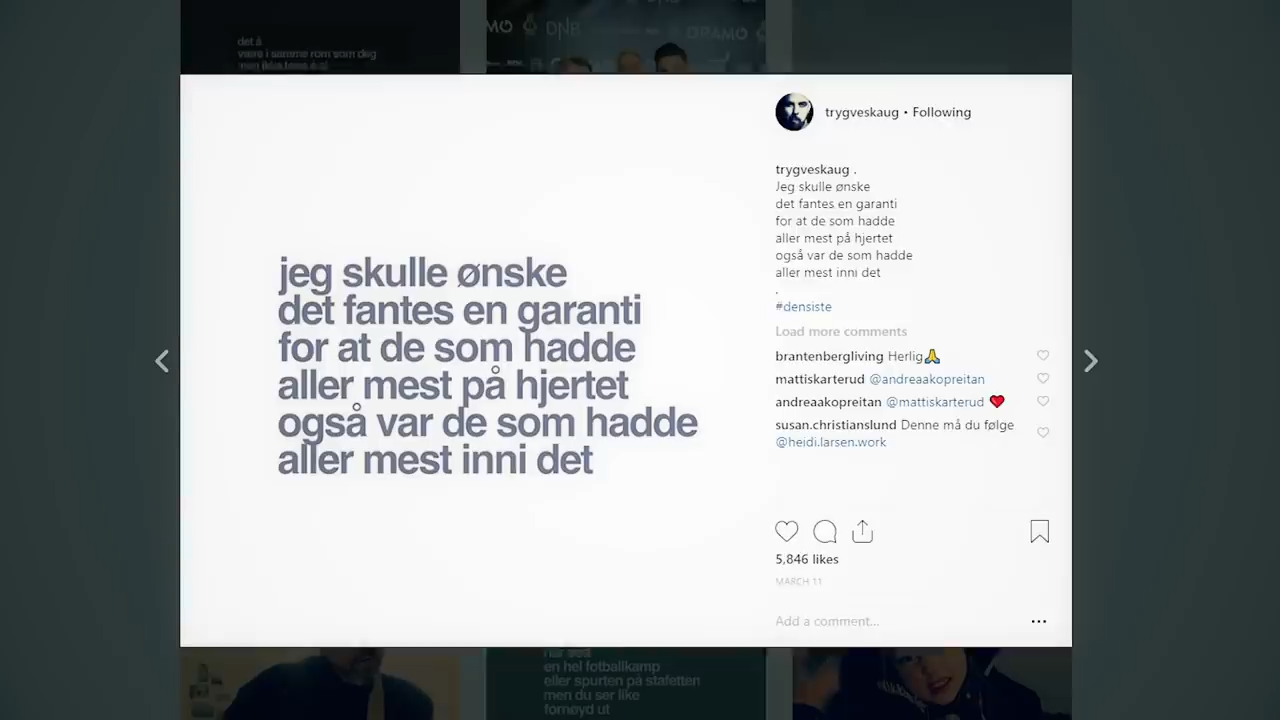 det å
være i samme rom som deg
DNB
jeg skulle ønske
det fantes en garanti
for at de som hadde
aller mest på hjertet
også var de som hadde
aller mest inni det
trygveskaug • Following
trygveskaug .
Jeg skulle ønske
det fantes en garanti
for at de som hadde
aller mest på hjertet
også var de som hadde
aller mest inni det
.
#densiste
Load more comments
brantenbergliving Herlig🙏
mattiskarterud @andreaakopreitan
andreaakopreitan @mattiskarterud ❤
susan.christianslund Denne må du følge
@heidi.larsen.work
5,846 likes
MARCH 11
Add a comment...
en hel fotballkamp
eller spurten på stafetten
men du ser like
fornøyd ut